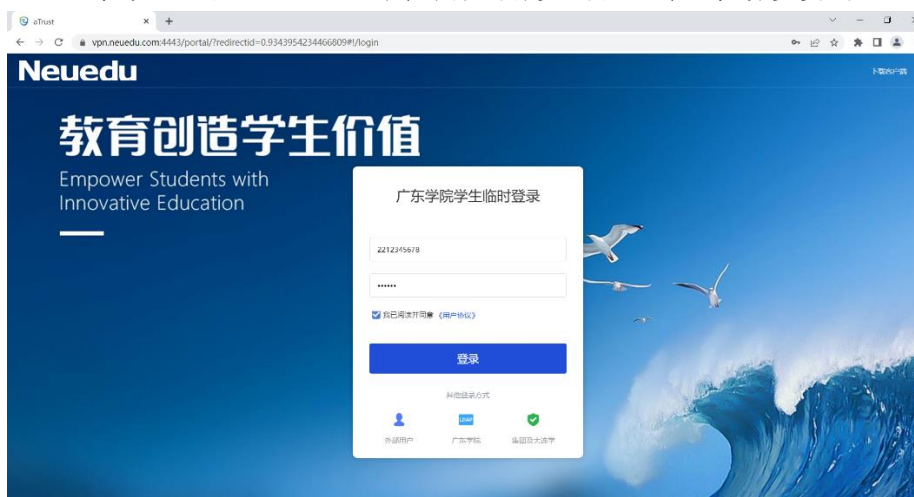 aTrust
vpn.neuedu.com:4443/portal/?redirectid=0.9343954234466809#!/login
Neuedu
下载客户端
教育创造学生价值
Empower Students with
Innovative Education
广东学院学生临时登录
2212345678
••••••
我已阅读并同意 《用户协议》
登录
其他登录方式
LDAP
外部用户 广东学院 集团及大连学